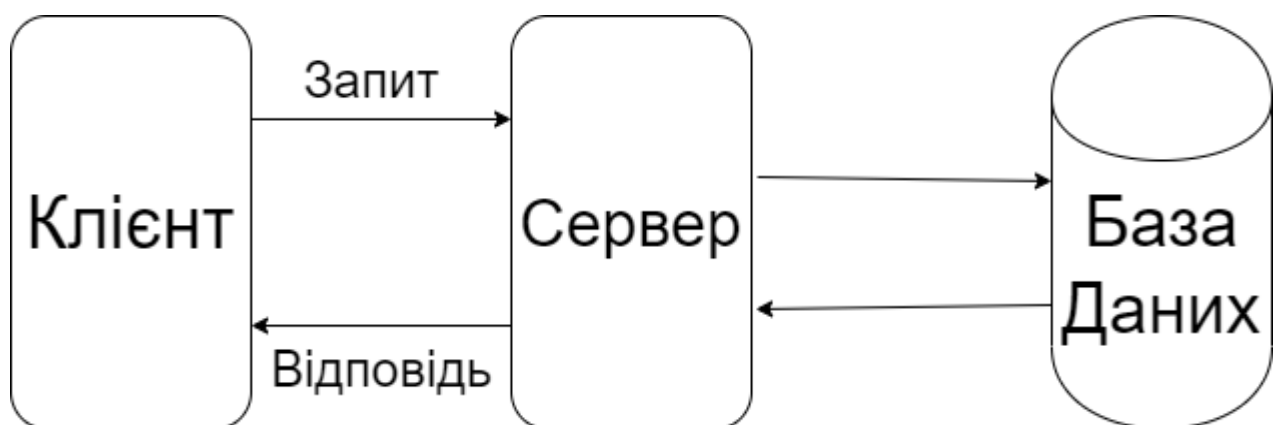 Клієнт
Запит
Відповідь
Сервер
База
Даних